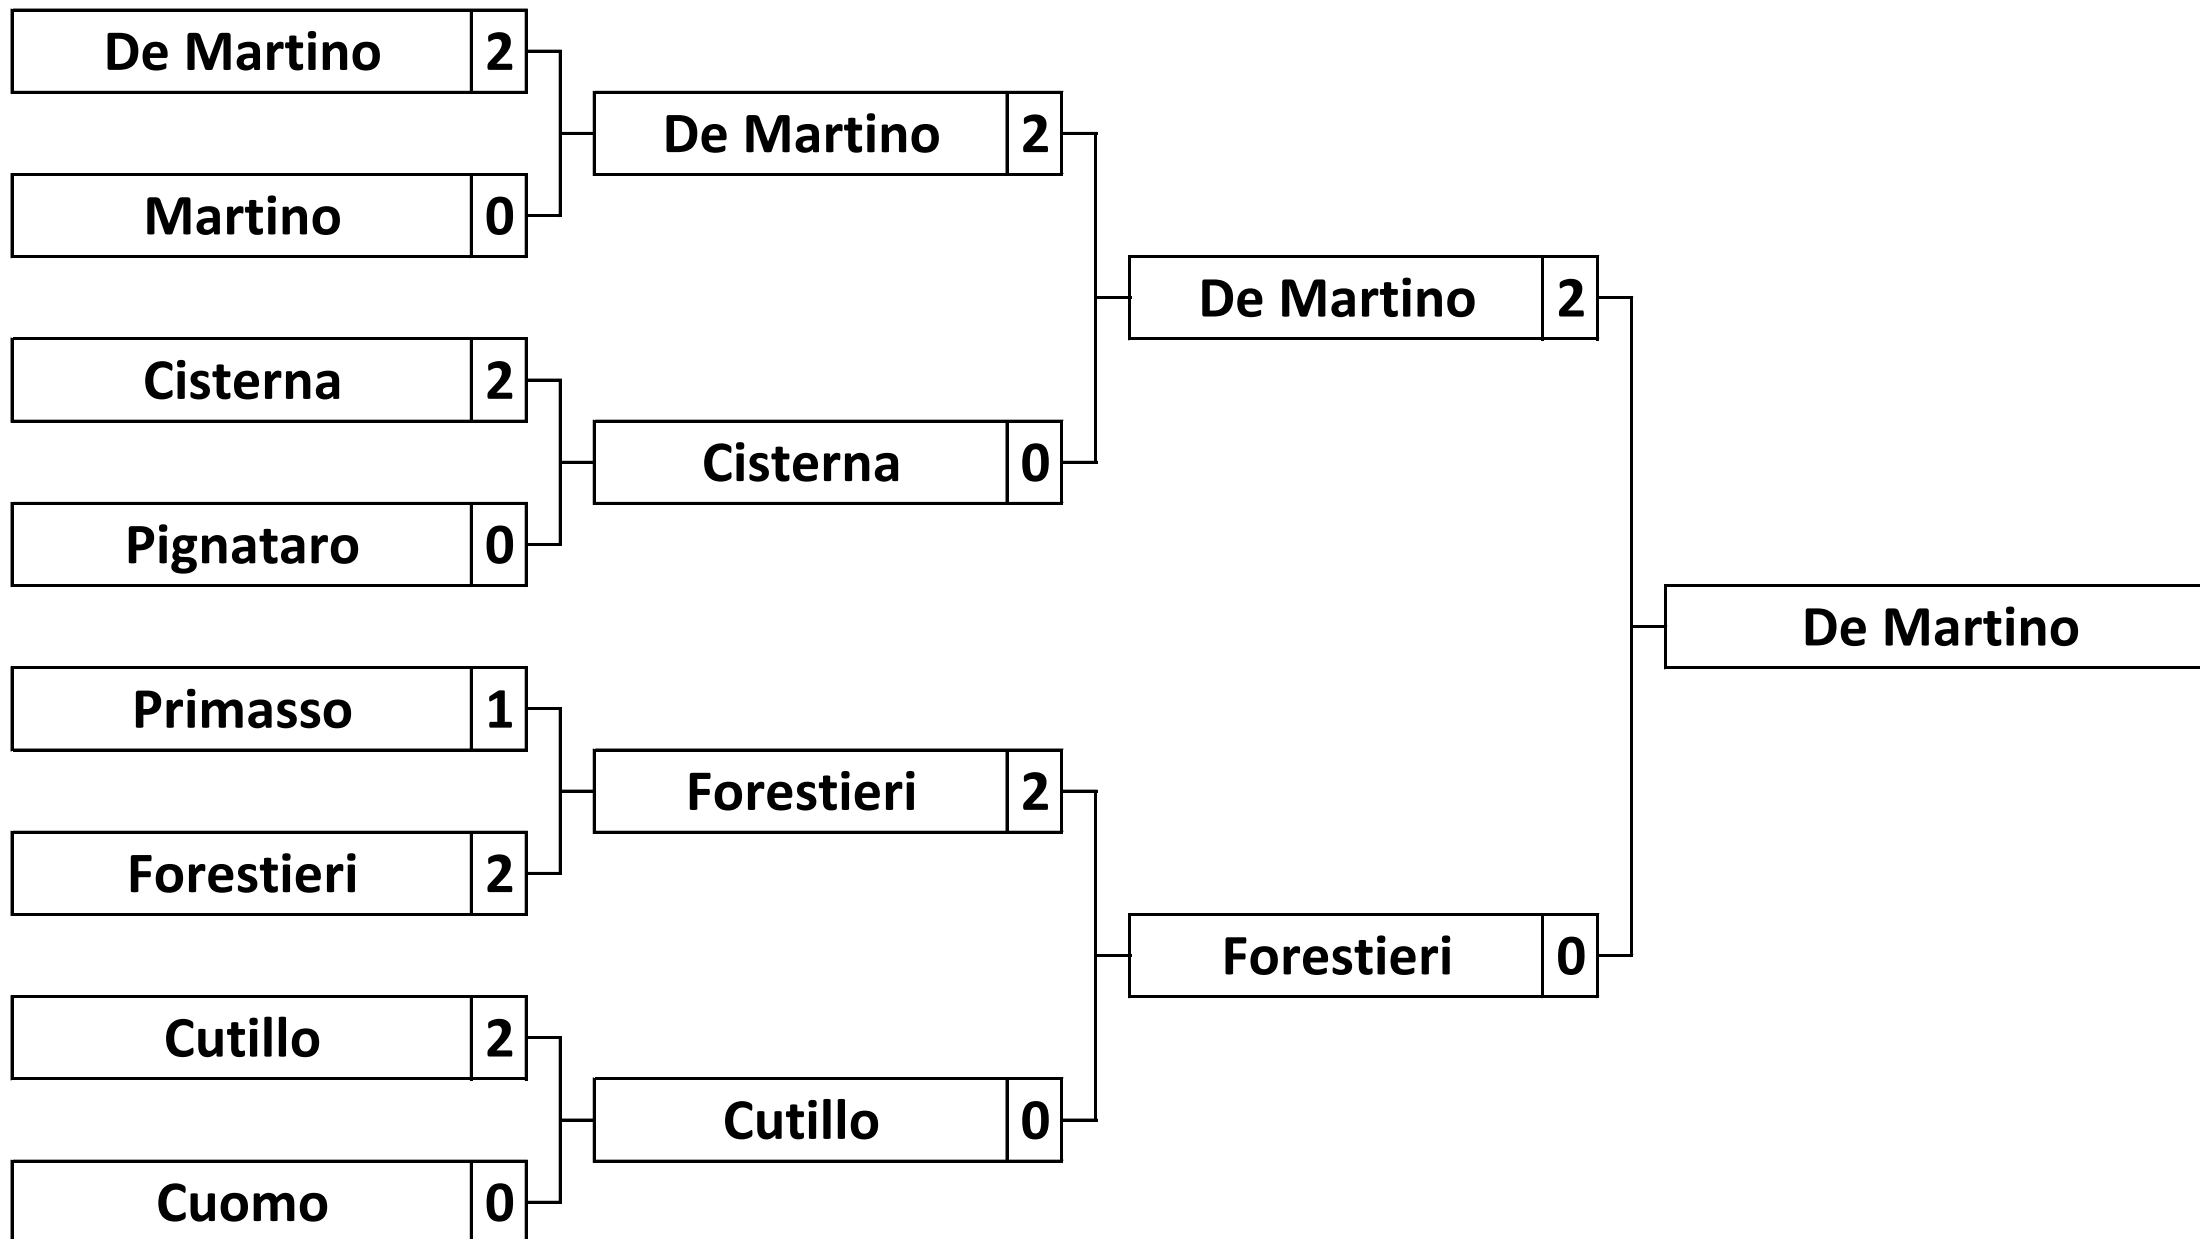 De Martino 2
Martino 0
Cisterna 2
Pignataro 0
Primasso 1
Forestieri 2
Cutillo 2
Cuomo 0
De Martino 2
Cisterna 0
Forestieri 2
Cutillo 0
De Martino 2
Forestieri 0
De Martino